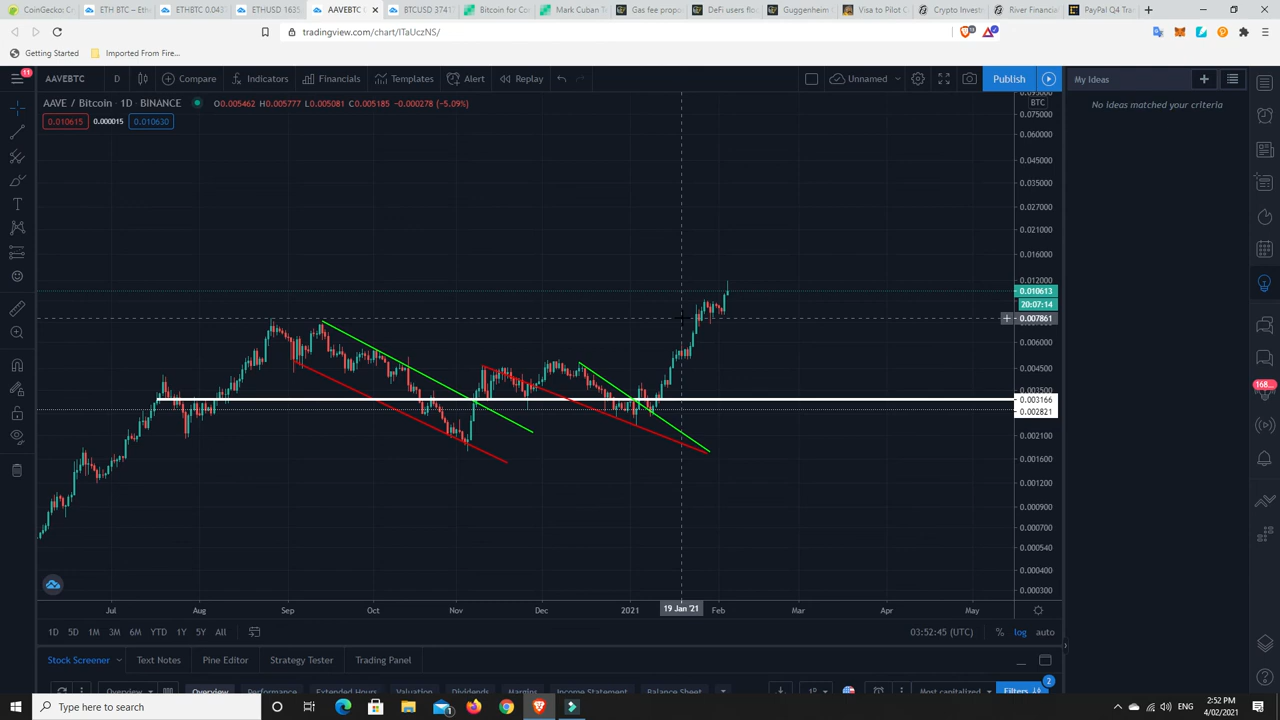 CoinGecko: Cr
ETH BTC –
ETHBTC 0.043
ETHUSD 1635
AAVEBTC
BTCUSD 3741
Bitcoin for Co
Mark Cuban T
Gas fee propo
DeFi users flo
Guggenheim
Visa to Pilot C
Crypto Investi
River Financial
PayPal Q4 Tra
tradingview.com/chart/lTaUczNS/
Getting Started
Imported From Fire...
11
AAVEBTC
D
Compare
Indicators
Financials
Templates
Alert
Replay
Unnamed
Publish
My Ideas
AAVE / Bitcoin · 1D · BINANCE
O0.005462 H0.005777 L0.005081 C0.005185 −0.000278 (−5.09%)
0.010615
0.000015
0.010630
No ideas matched your criteria
BTC
0.075000
0.060000
0.045000
0.035000
0.027000
0.021000
0.016000
0.012000
0.010613
20:07:14
0.007861
0.006000
0.004500
0.003500
0.003166
0.002821
0.002100
0.001600
0.001200
0.000900
0.000700
0.000540
0.000400
0.000300
168
Jul
Aug
Sep
Oct
Nov
Dec
2021
19 Jan '21
Feb
Mar
Apr
May
1D
5D
1M
3M
6M
YTD
1Y
5Y
All
03:52:45 (UTC)
%
log
auto
Stock Screener
Text Notes
Pine Editor
Strategy Tester
Trading Panel
Overview
Overview
Performance
Extended Hours
Valuation
Dividends
Margins
Income Statement
Balance Sheet
1D
Most capitalized
Filters
2
Type here to search
ENG
2:52 PM
4/02/2021